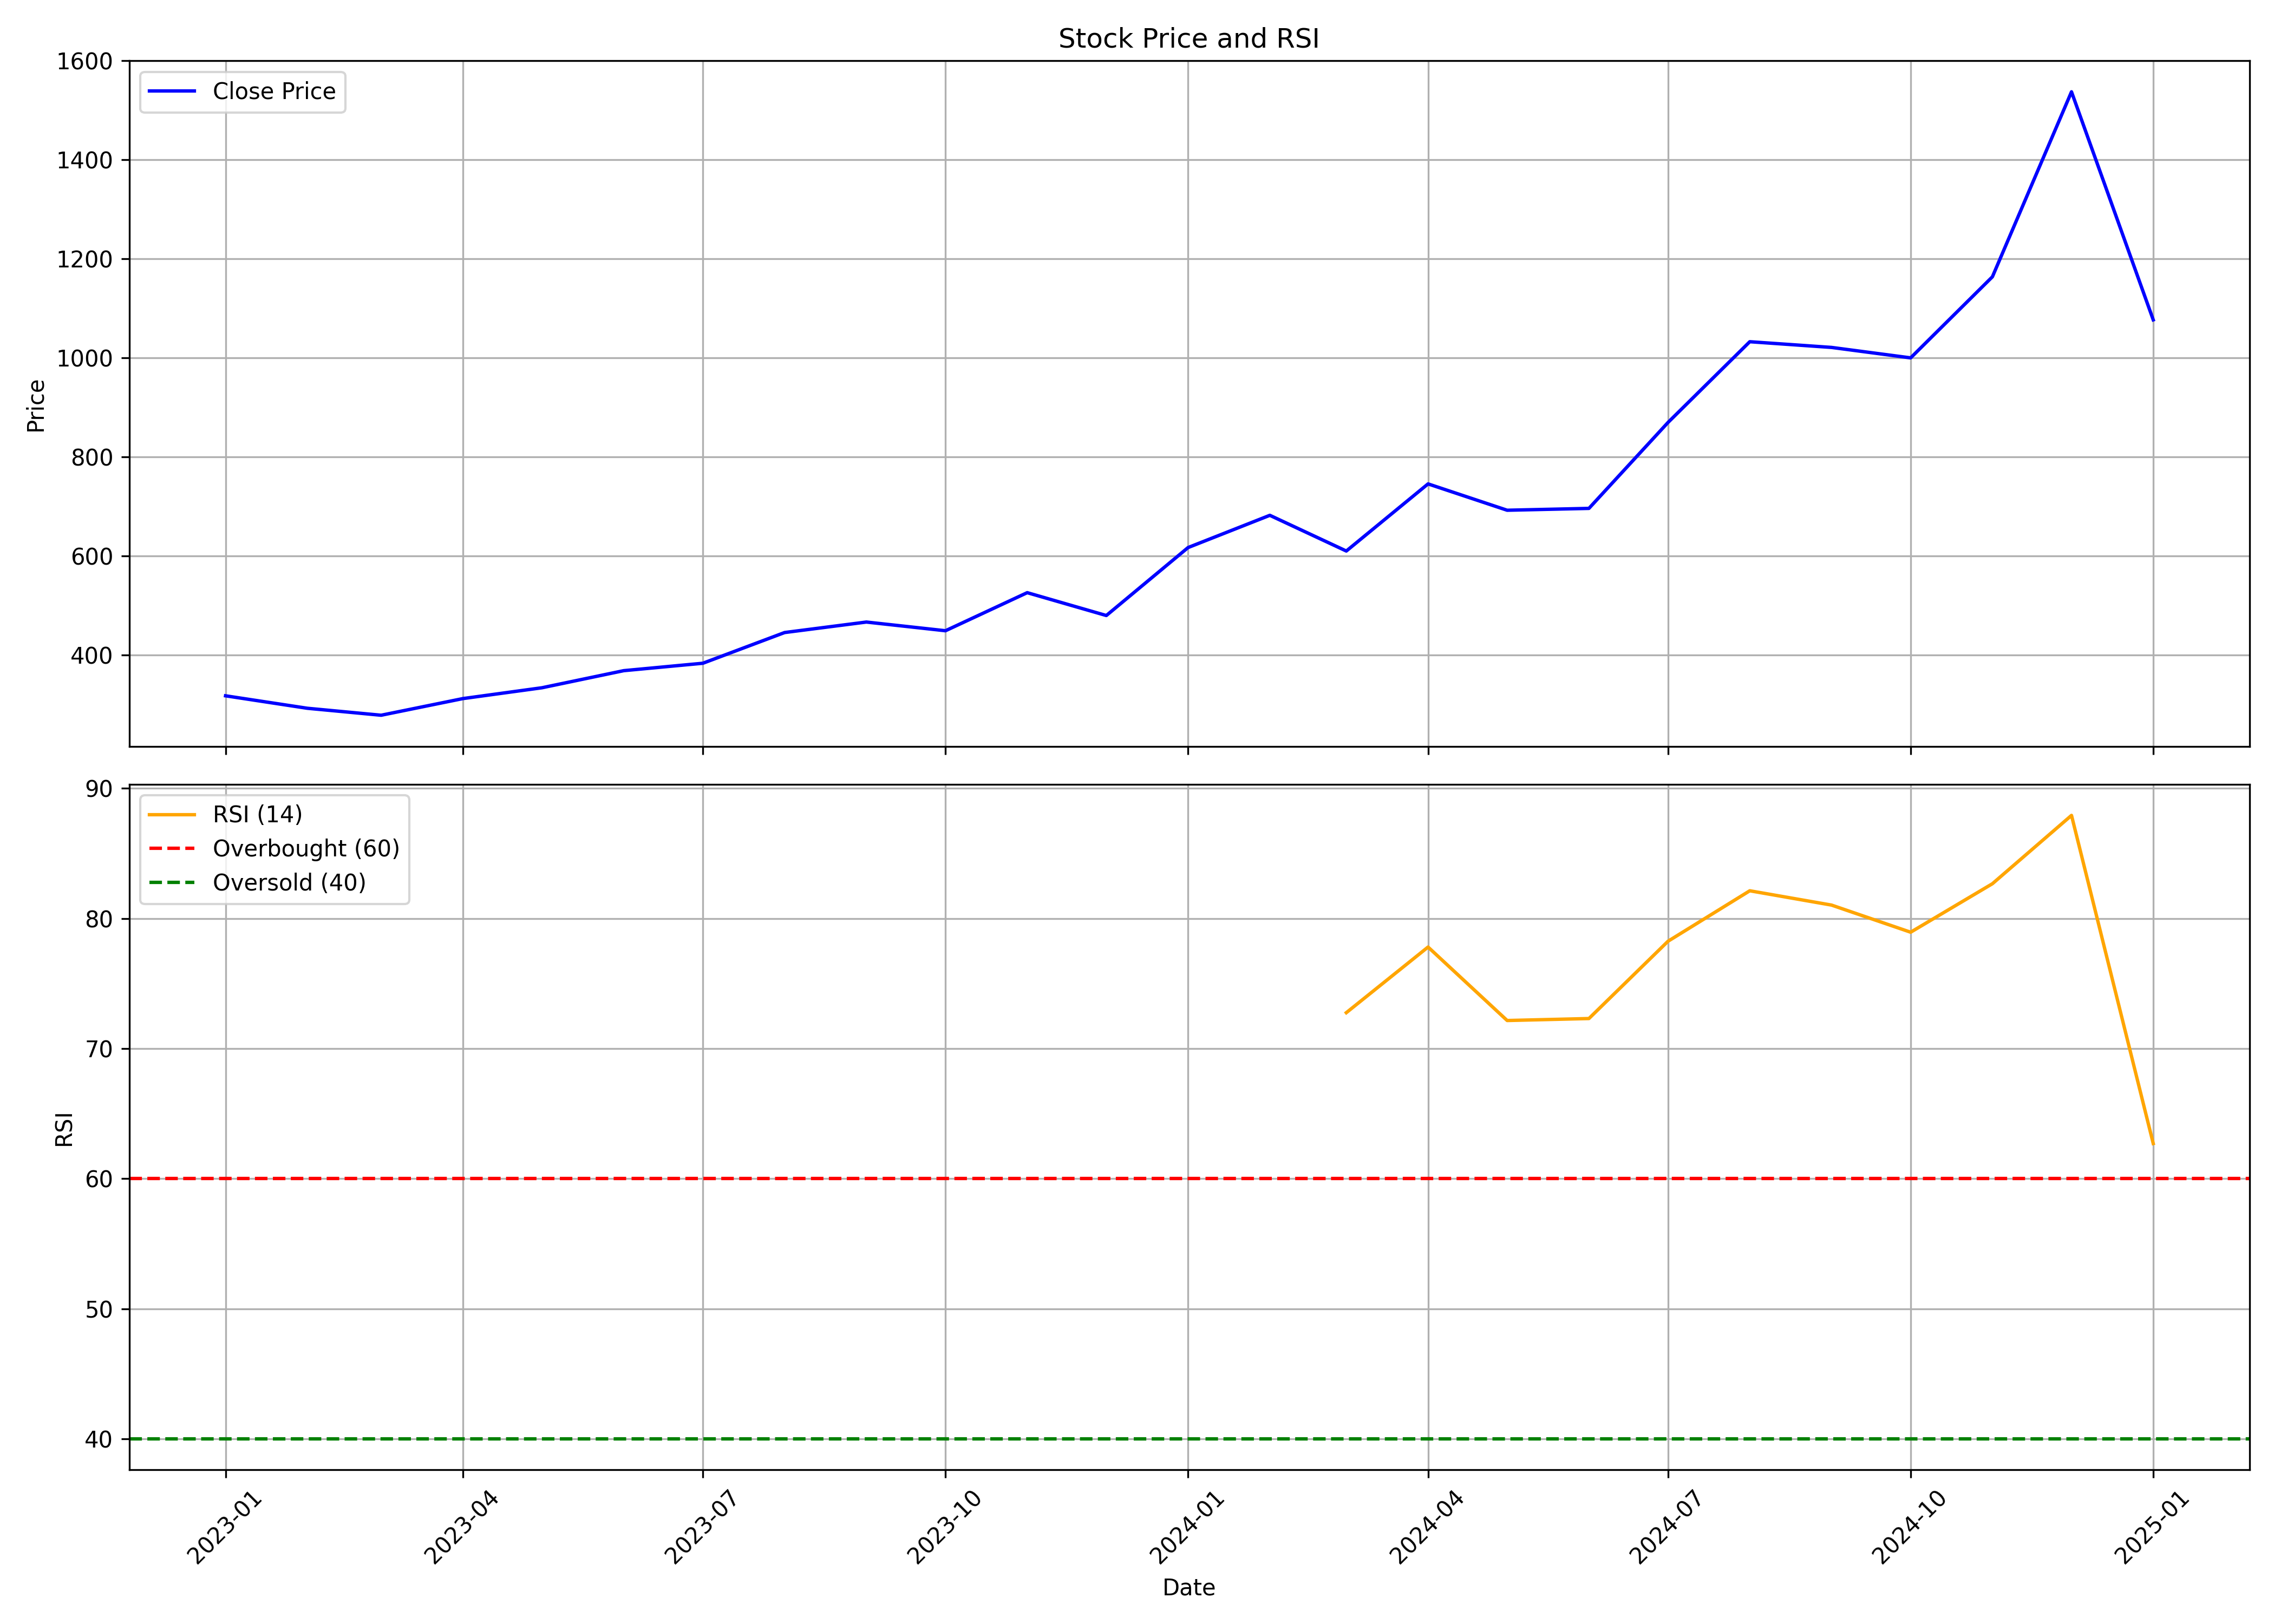 Stock Price and RSI
1600
1400
1200
1000
800
600
400
Price
Close Price
90
80
70
60
50
40
RSI
RSI (14)
Overbought (60)
Oversold (40)
2023-01
2023-04
2023-07
2023-10
2024-01
2024-04
2024-07
2024-10
2025-01
Date